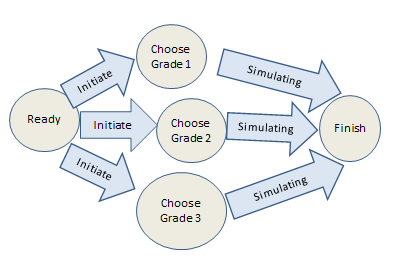 Choose
Grade 1
Initiate
Simulating
Ready
Initiate
Choose
Grade 2
Simulating
Finish
Initiate
Choose
Grade 3
Simulating